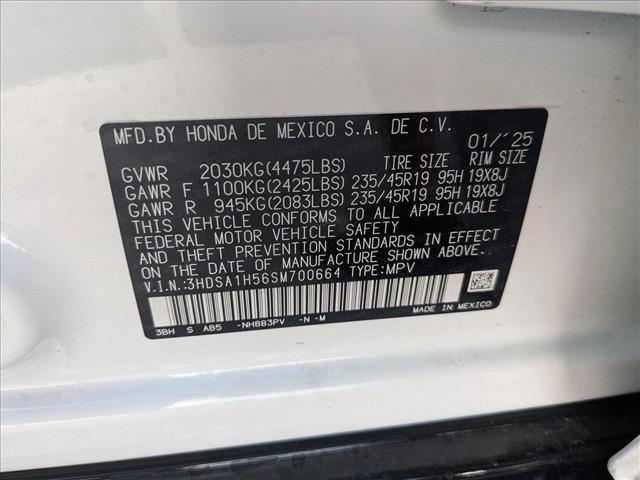 MFD.BY HONDA DE MEXICO S.A. DE C.V. 01/'25
GVWR 2030KG(4475LBS) TIRE SIZE RIM SIZE
GAWR F 1100KG(2425LBS) 235/45R19 95H 19X8J
GAWR R 945KG(2083LBS) 235/45R19 95H 19X8J
THIS VEHICLE CONFORMS TO ALL APPLICABLE
FEDERAL MOTOR VEHICLE SAFETY
AND THEFT PREVENTION STANDARDS IN EFFECT
ON THE DATE OF MANUFACTURE SHOWN ABOVE.
V.I.N.:3HDSA1H56SM700664 TYPE:MPV
3BH S AB5 -NH883PV -N -M MADE IN MEXICO